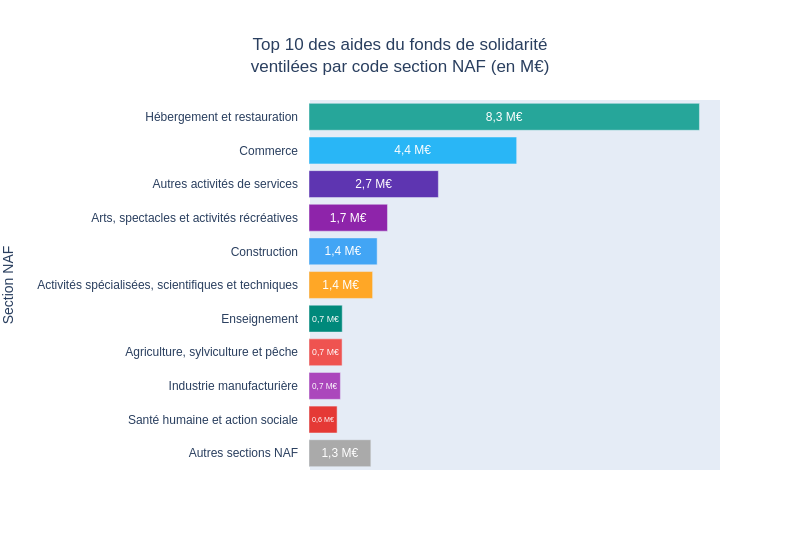 Top 10 des aides du fonds de solidarité
ventilées par code section NAF (en M€)
Section NAF
Hébergement et restauration 8,3 M€
Commerce 4,4 M€
Autres activités de services 2,7 M€
Arts, spectacles et activités récréatives 1,7 M€
Construction 1,4 M€
Activités spécialisées, scientifiques et techniques 1,4 M€
Enseignement 0,7 M€
Agriculture, sylviculture et pêche 0,7 M€
Industrie manufacturière 0,7 M€
Santé humaine et action sociale 0,6 M€
Autres sections NAF 1,3 M€